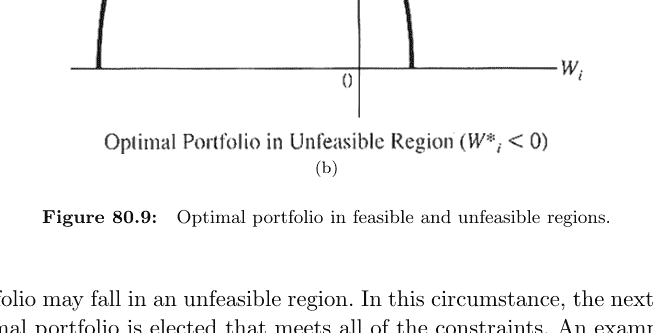 W_i
0
Optimal Portfolio in Unfeasible Region (W*_i < 0)
(b)
Figure 80.9: Optimal portfolio in feasible and unfeasible regions.
folio may fall in an unfeasible region. In this circumstance, the next
mal portfolio is elected that meets all of the constraints. An examp